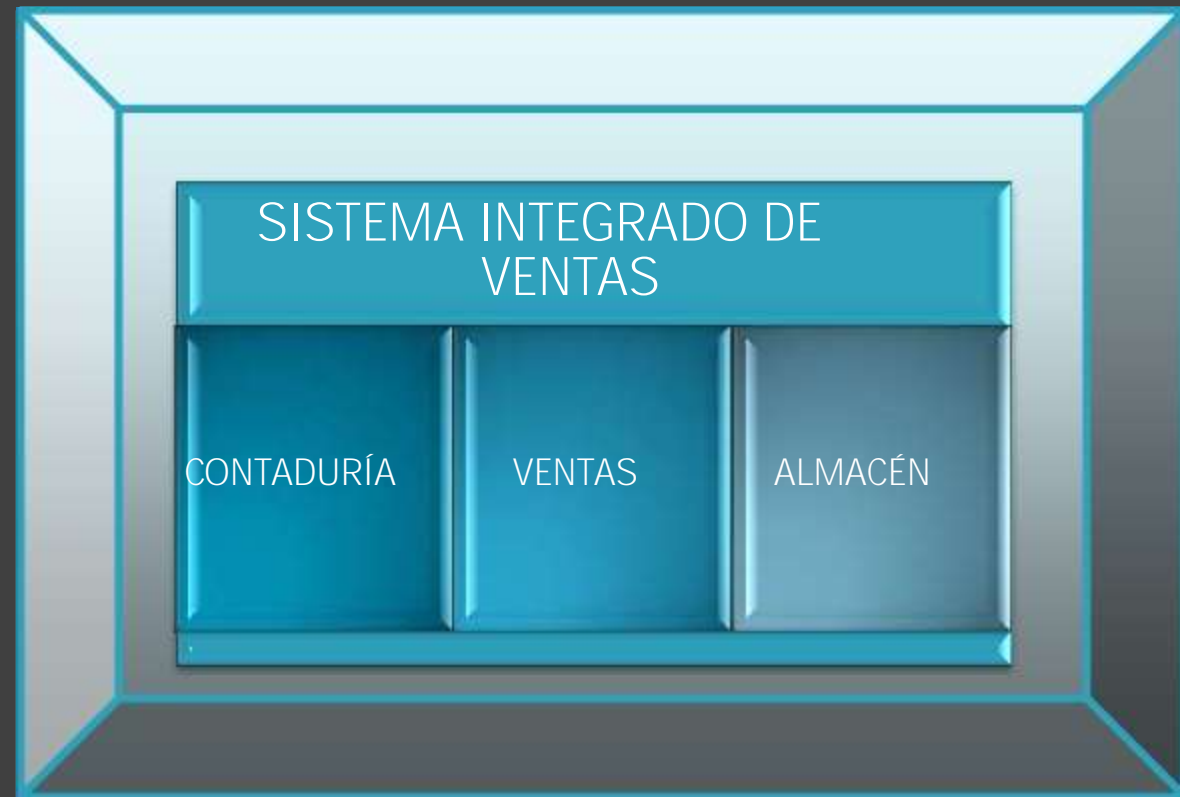 SISTEMA INTEGRADO DE
VENTAS
CONTADURÍA
VENTAS
ALMACÉN